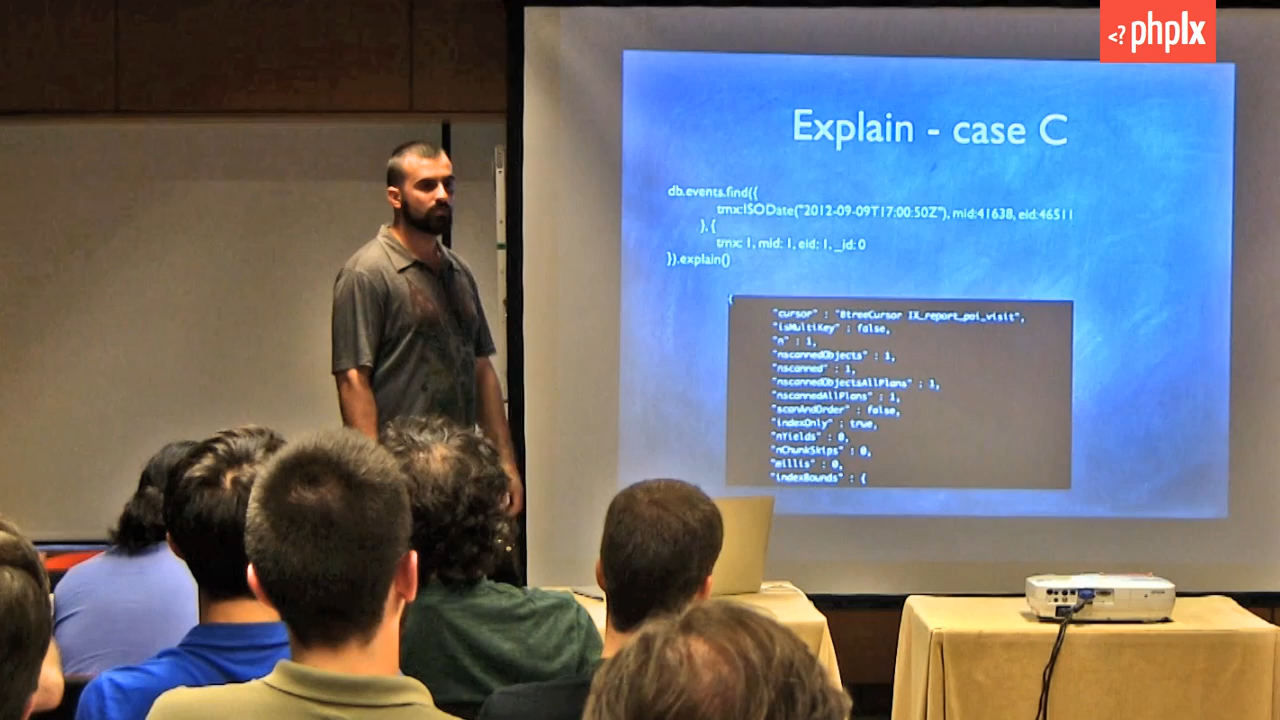 <? phplx
Explain - case C
db.events.find({
tmx:ISODate("2012-09-09T17:00:50Z"), mid:41638, eid:46511
}, {
tmx: 1, mid: 1, eid: 1, _id: 0
}).explain()
{
"cursor" : "BtreeCursor IX_report_poi_visit",
"isMultiKey" : false,
"n" : 1,
"nscannedObjects" : 1,
"nscanned" : 1,
"nscannedObjectsAllPlans" : 1,
"nscannedAllPlans" : 1,
"scanAndOrder" : false,
"indexOnly" : true,
"nYields" : 0,
"nChunkSkips" : 0,
"millis" : 0,
"indexBounds" : {
EPSON